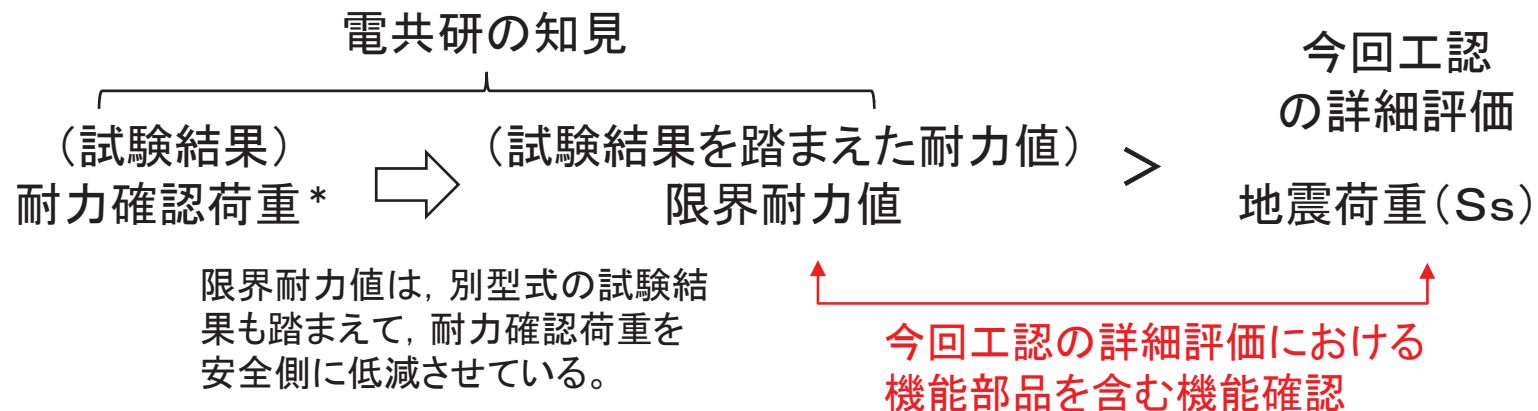 電共研の知見
今回工認
の詳細評価
（試験結果）
耐力確認荷重*
（試験結果を踏まえた耐力値）
限界耐力値
＞
地震荷重（Ｓｓ）
限界耐力値は，別型式の試験結
果も踏まえて，耐力確認荷重を
安全側に低減させている。
今回工認の詳細評価における
機能部品を含む機能確認